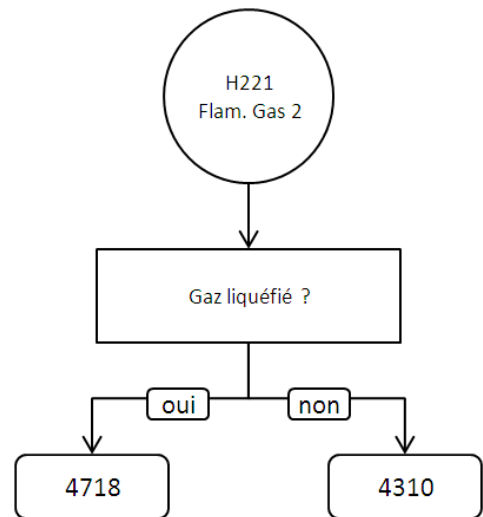 H221
Flam. Gas 2
Gaz liquéfié ?
oui
non
4718
4310